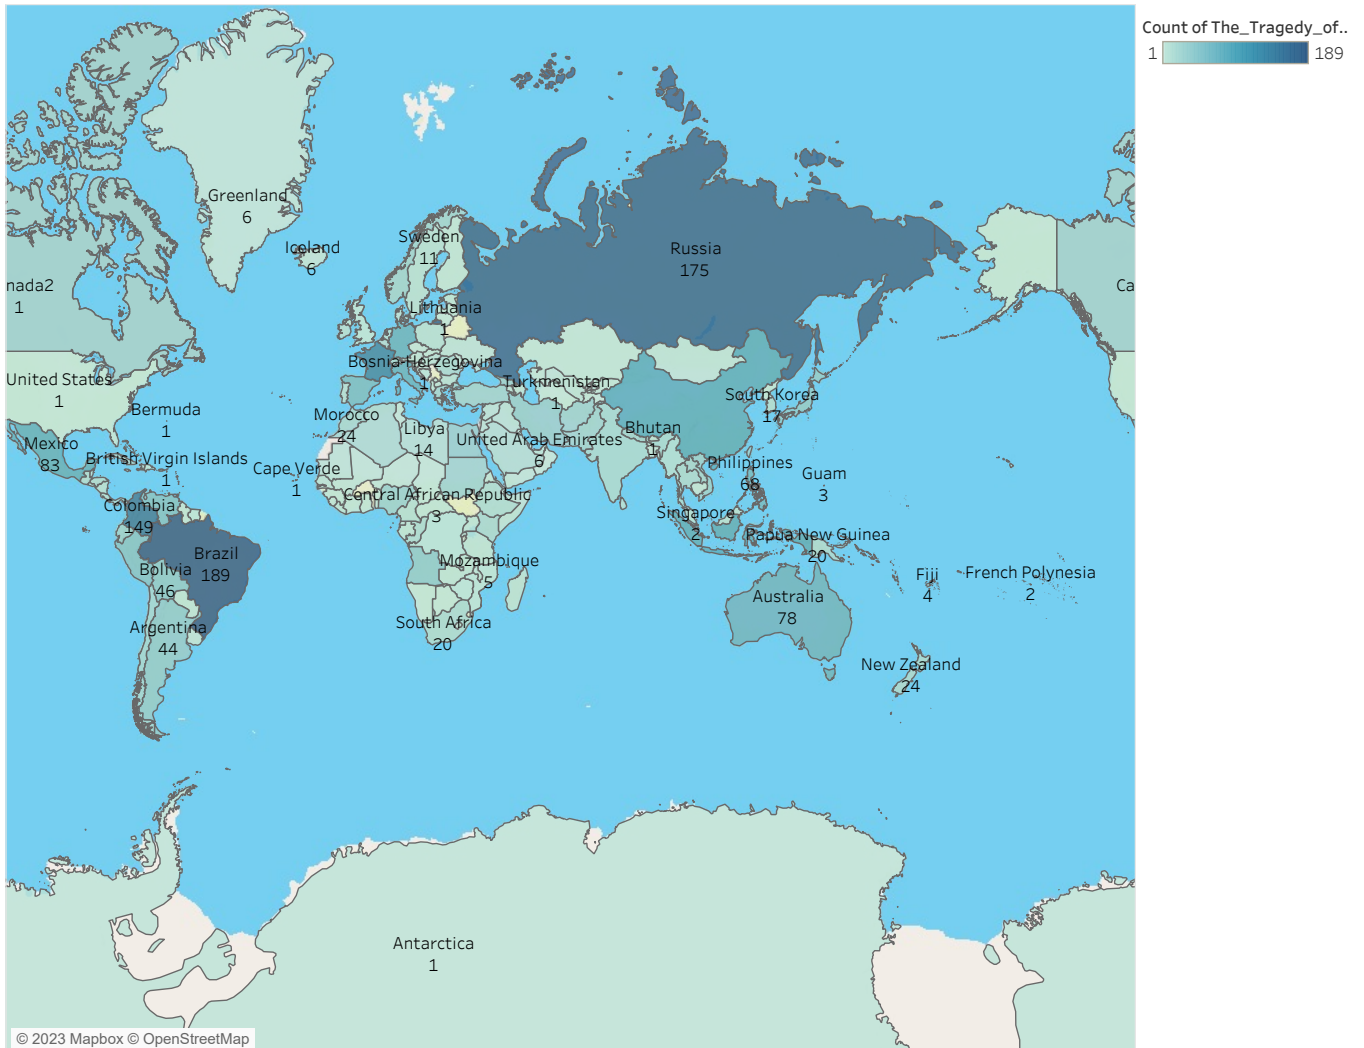 Count of The_Tragedy_of..
1 189
Greenland
6
Iceland
6
Sweden
11
Russia
175
nada2
1
Ca
Lithuania
1
Bosnia-Herzegovina
1
United States
1
Turkmenistan
1
South Korea
17
Bermuda
1
Morocco
24
Libya
14
United Arab Emirates
6
Bhutan
1
Mexico
83
British Virgin Islands
1
Cape Verde
1
Philippines
68
Guam
3
Central African Republic
3
Colombia
149
Singapore
2
Papua New Guinea
20
Brazil
189
Bolivia
46
Mozambique
5
Fiji
4
French Polynesia
2
Australia
78
Argentina
44
South Africa
20
New Zealand
24
Antarctica
1
© 2023 Mapbox © OpenStreetMap